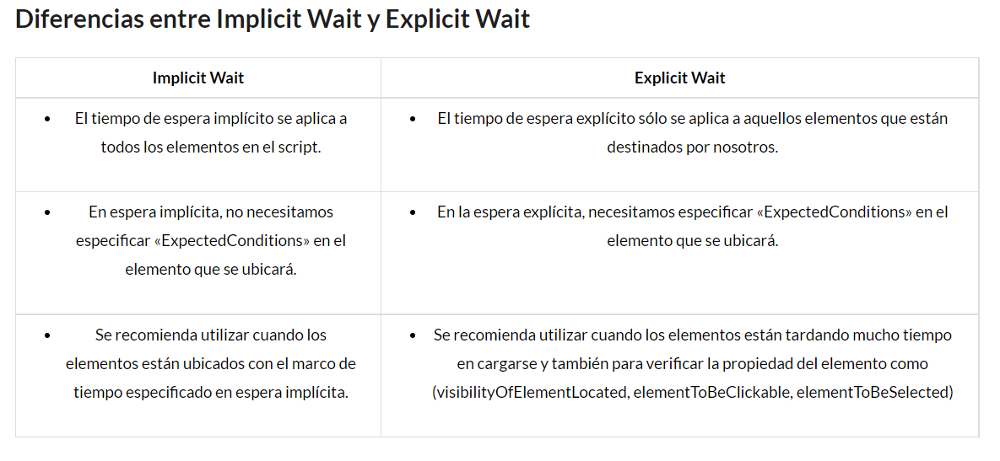 Diferencias entre Implicit Wait y Explicit Wait
Implicit Wait
Explicit Wait
• El tiempo de espera implícito se aplica a
todos los elementos en el script.
• El tiempo de espera explícito sólo se aplica a aquellos elementos que están
destinados por nosotros.
• En espera implícita, no necesitamos
especificar «ExpectedConditions» en el
elemento que se ubicará.
• En la espera explícita, necesitamos especificar «ExpectedConditions» en el
elemento que se ubicará.
• Se recomienda utilizar cuando los
elementos están ubicados con el marco de
tiempo especificado en espera implícita.
• Se recomienda utilizar cuando los elementos están tardando mucho tiempo
en cargarse y también para verificar la propiedad del elemento como
(visibilityOfElementLocated, elementToBeClickable, elementToBeSelected)